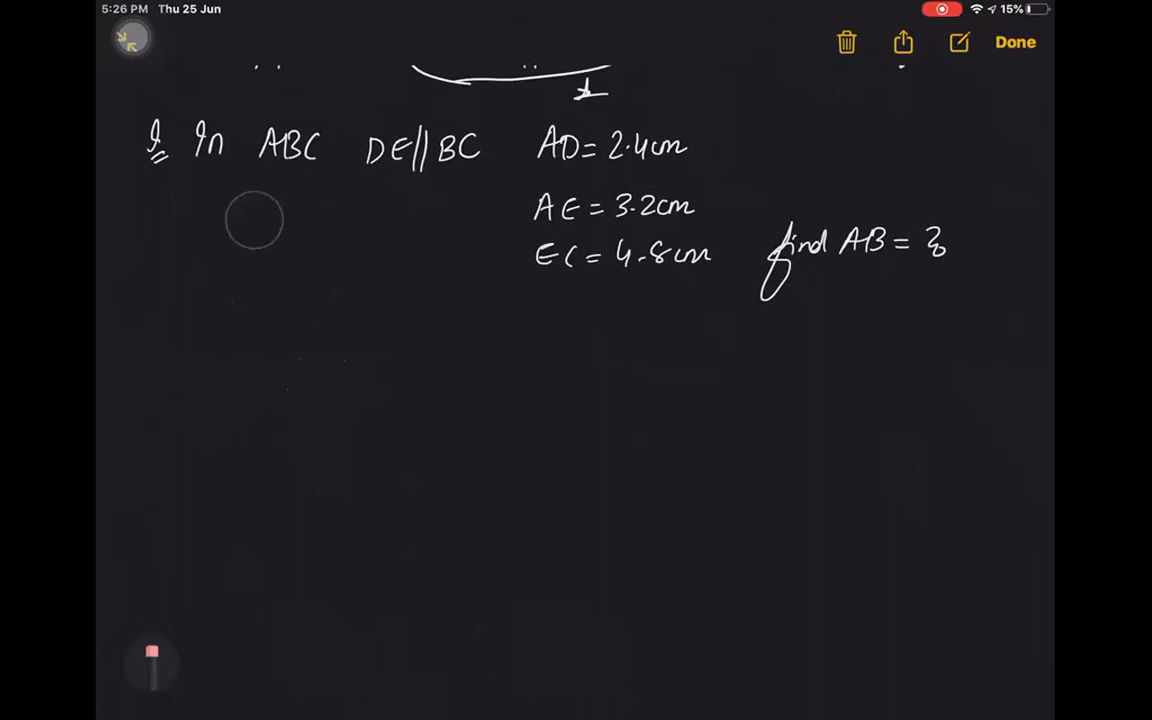 5:26 PM Thu 25 Jun 15%
Done
In ABC DE//BC AD = 2.4cm
AE = 3.2cm
EC = 4.8cm find AB = ?